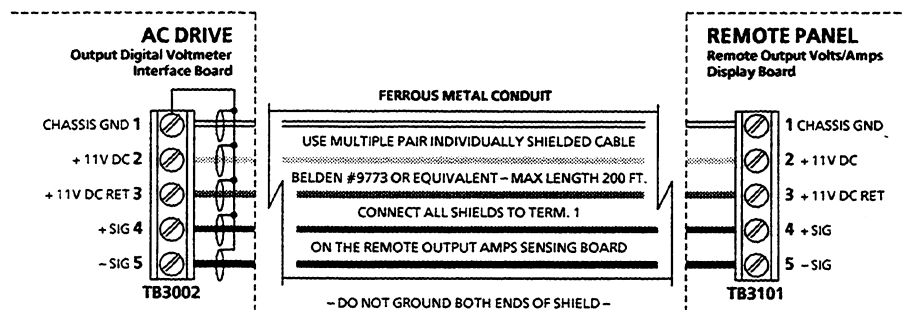 AC DRIVE
Output Digital Voltmeter
Interface Board
REMOTE PANEL
Remote Output Volts/Amps
Display Board
FERROUS METAL CONDUIT
CHASSIS GND 1
+ 11V DC 2
+ 11V DC RET 3
+ SIG 4
– SIG 5
TB3002
USE MULTIPLE PAIR INDIVIDUALLY SHIELDED CABLE
BELDEN #9773 OR EQUIVALENT – MAX LENGTH 200 FT.
CONNECT ALL SHIELDS TO TERM. 1
ON THE REMOTE OUTPUT AMPS SENSING BOARD
– DO NOT GROUND BOTH ENDS OF SHIELD –
1 CHASSIS GND
2 + 11V DC
3 + 11V DC RET
4 + SIG
5 – SIG
TB3101